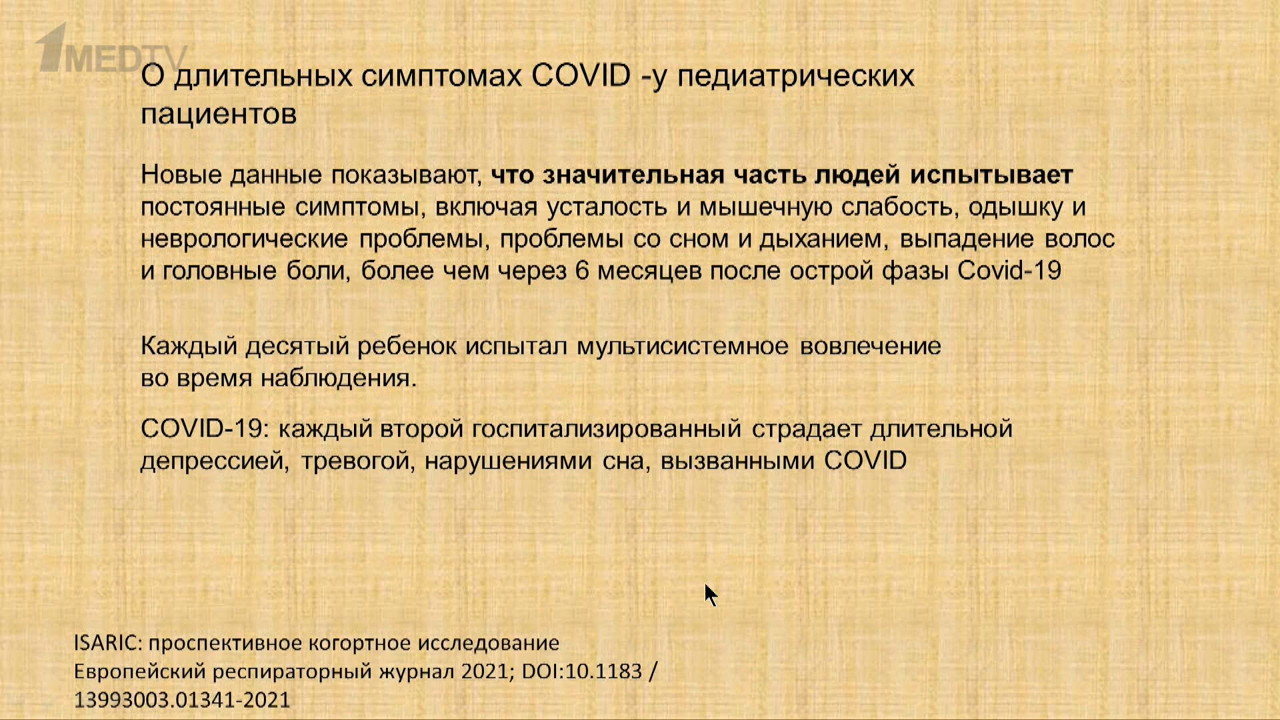 1MEDTV
О длительных симптомах COVID -у педиатрических
пациентов
Новые данные показывают, что значительная часть людей испытывает
постоянные симптомы, включая усталость и мышечную слабость, одышку и
неврологические проблемы, проблемы со сном и дыханием, выпадение волос
и головные боли, более чем через 6 месяцев после острой фазы Covid-19
Каждый десятый ребенок испытал мультисистемное вовлечение
во время наблюдения.
COVID-19: каждый второй госпитализированный страдает длительной
депрессией, тревогой, нарушениями сна, вызванными COVID
ISARIC: проспективное когортное исследование
Европейский респираторный журнал 2021; DOI:10.1183 /
13993003.01341-2021